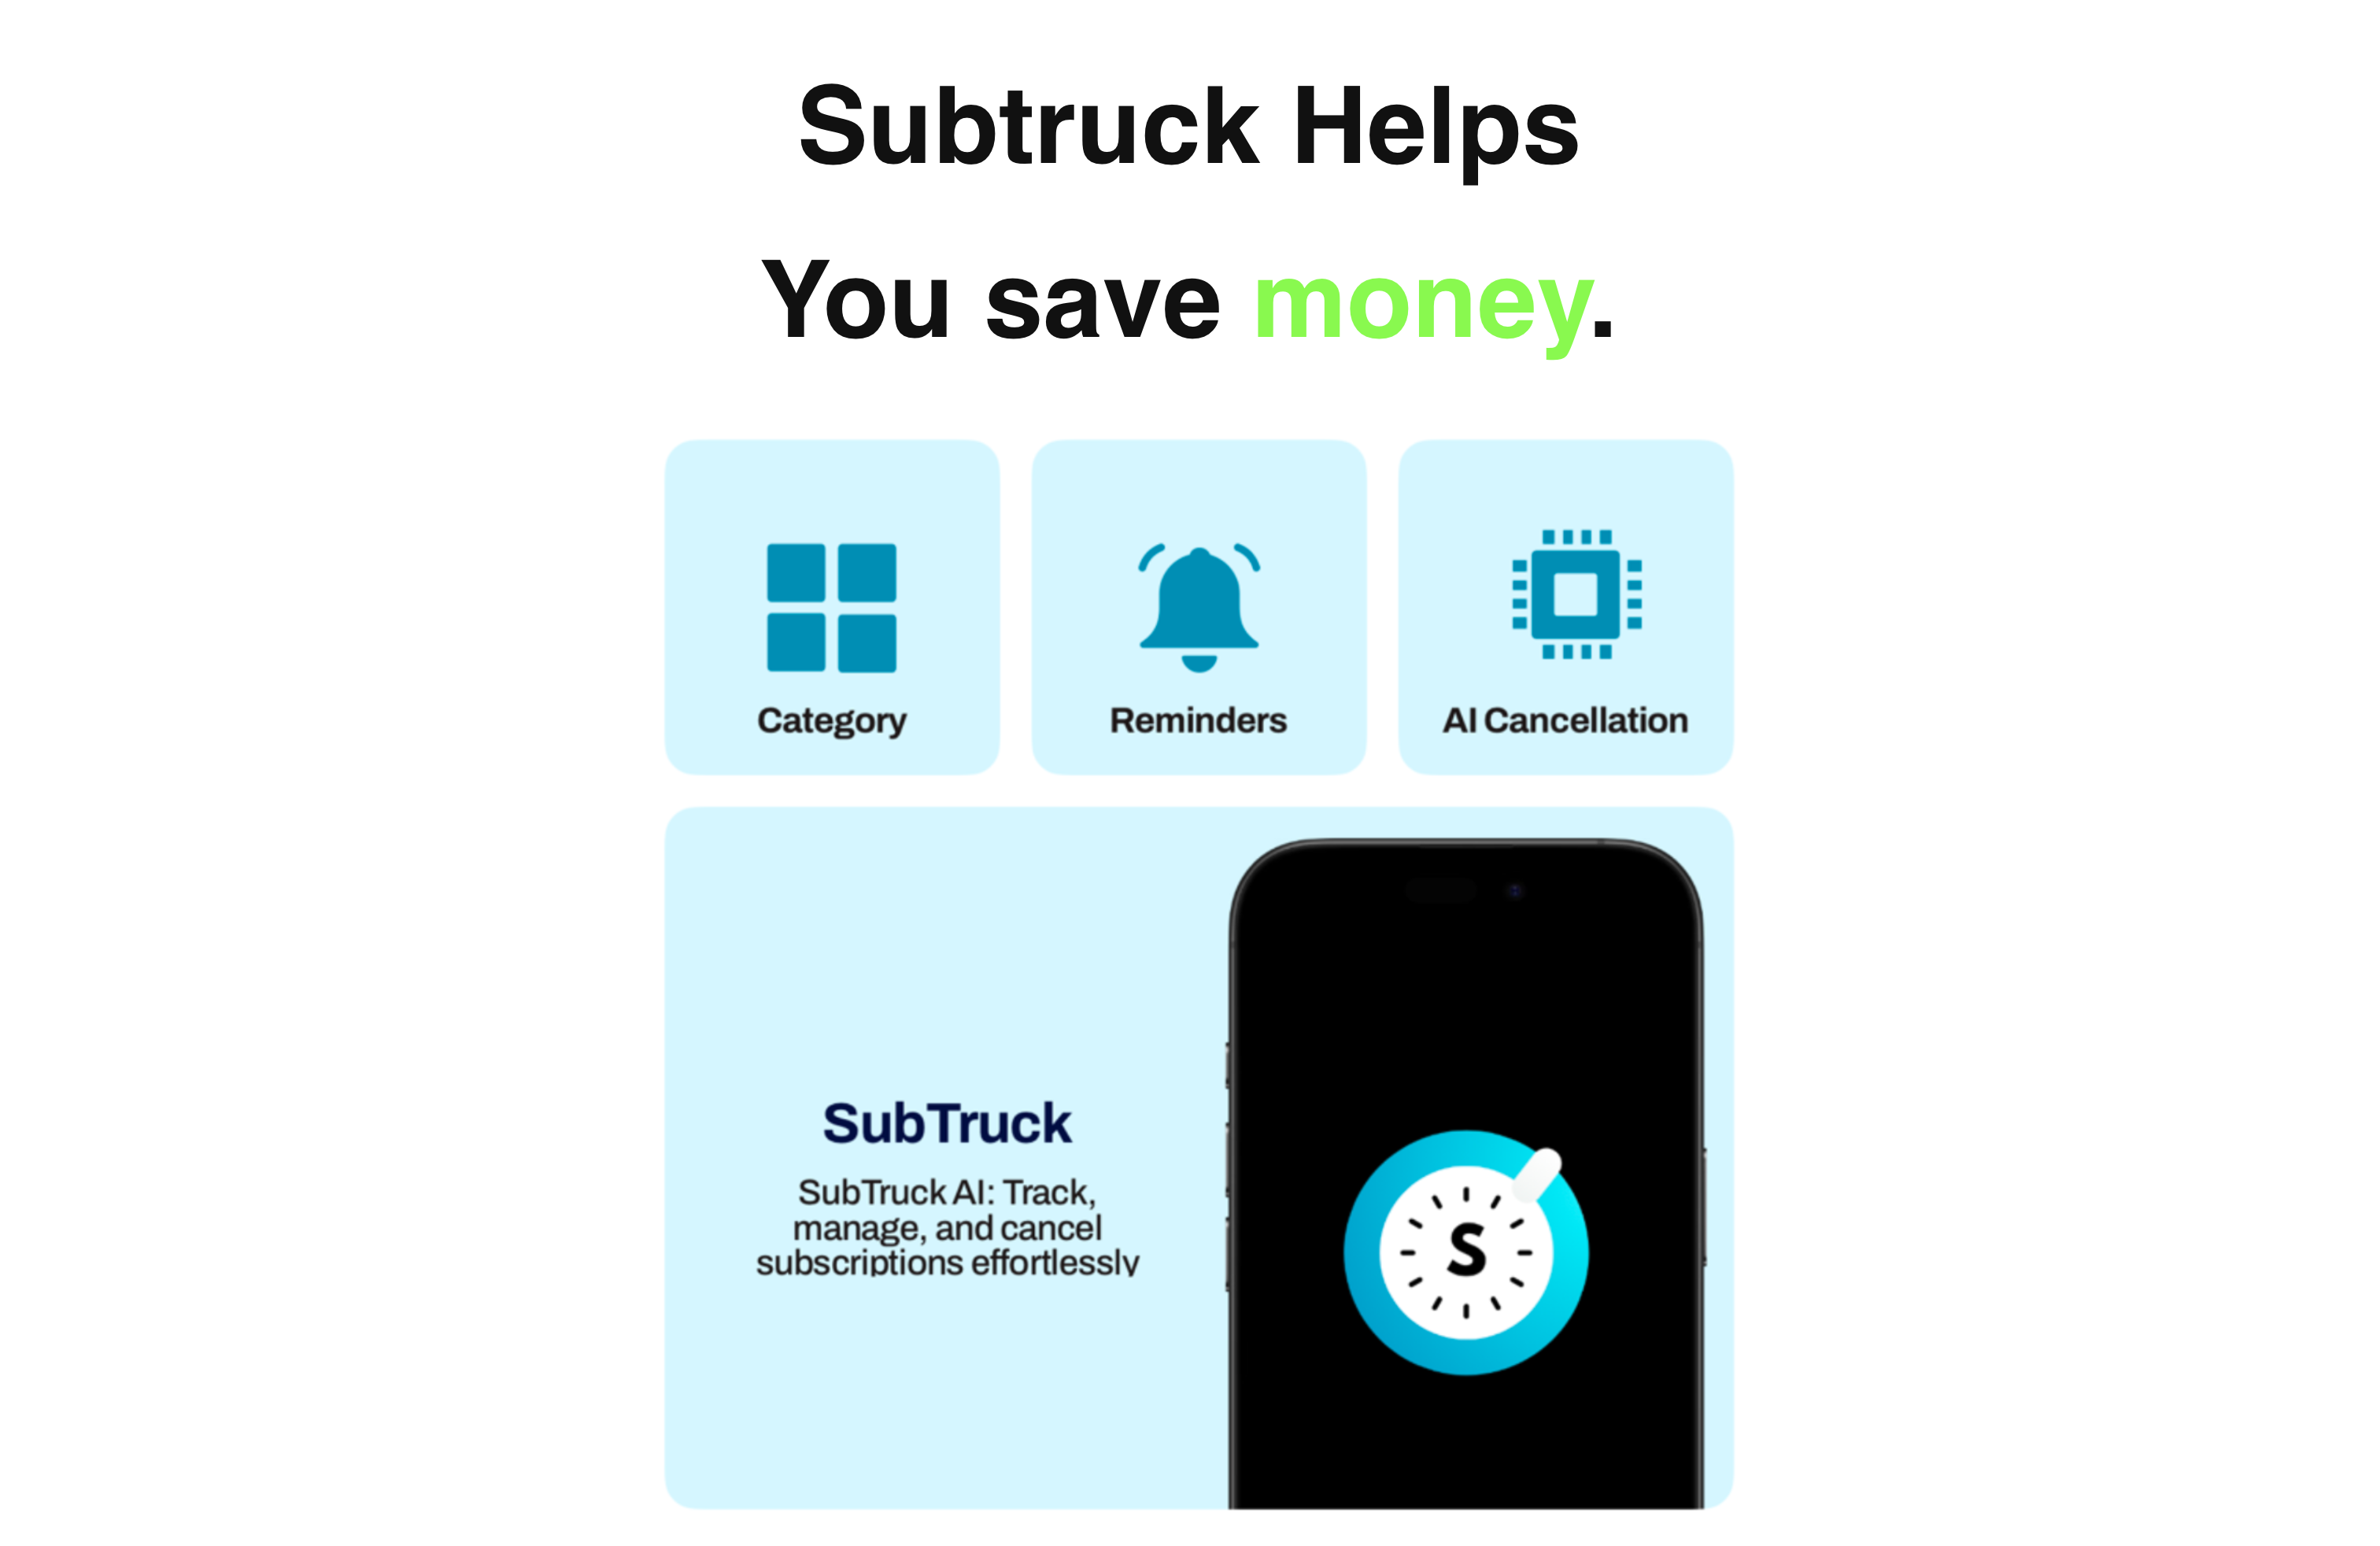 Subtruck Helps
You save money.
Category
Reminders
AI Cancellation
SubTruck
SubTruck AI: Track,
manage, and cancel
subscriptions effortlessly
S